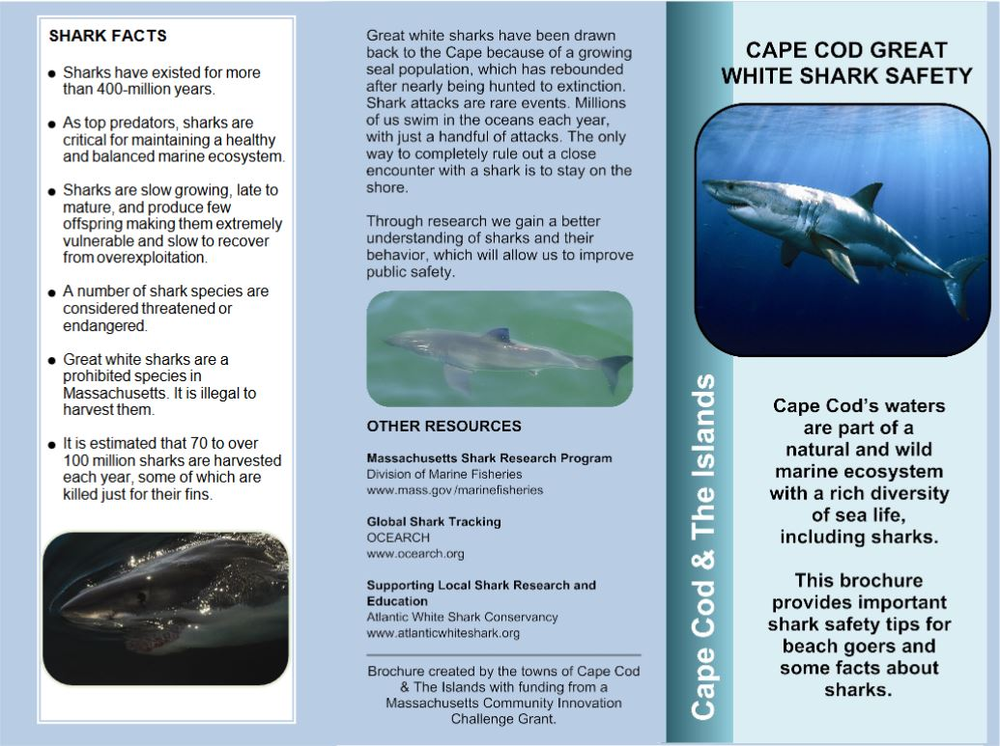 SHARK FACTS
● Sharks have existed for more
than 400-million years.
● As top predators, sharks are
critical for maintaining a healthy
and balanced marine ecosystem.
● Sharks are slow growing, late to
mature, and produce few
offspring making them extremely
vulnerable and slow to recover
from overexploitation.
● A number of shark species are
considered threatened or
endangered.
● Great white sharks are a
prohibited species in
Massachusetts. It is illegal to
harvest them.
● It is estimated that 70 to over
100 million sharks are harvested
each year, some of which are
killed just for their fins.
Great white sharks have been drawn
back to the Cape because of a growing
seal population, which has rebounded
after nearly being hunted to extinction.
Shark attacks are rare events. Millions
of us swim in the oceans each year,
with just a handful of attacks. The only
way to completely rule out a close
encounter with a shark is to stay on the
shore.
Through research we gain a better
understanding of sharks and their
behavior, which will allow us to improve
public safety.
OTHER RESOURCES
Massachusetts Shark Research Program
Division of Marine Fisheries
www.mass.gov/marinefisheries
Global Shark Tracking
OCEARCH
www.ocearch.org
Supporting Local Shark Research and
Education
Atlantic White Shark Conservancy
www.atlanticwhiteshark.org
Brochure created by the towns of Cape Cod
& The Islands with funding from a
Massachusetts Community Innovation
Challenge Grant.
Cape Cod & The Islands
CAPE COD GREAT
WHITE SHARK SAFETY
Cape Cod's waters
are part of a
natural and wild
marine ecosystem
with a rich diversity
of sea life,
including sharks.
This brochure
provides important
shark safety tips for
beach goers and
some facts about
sharks.